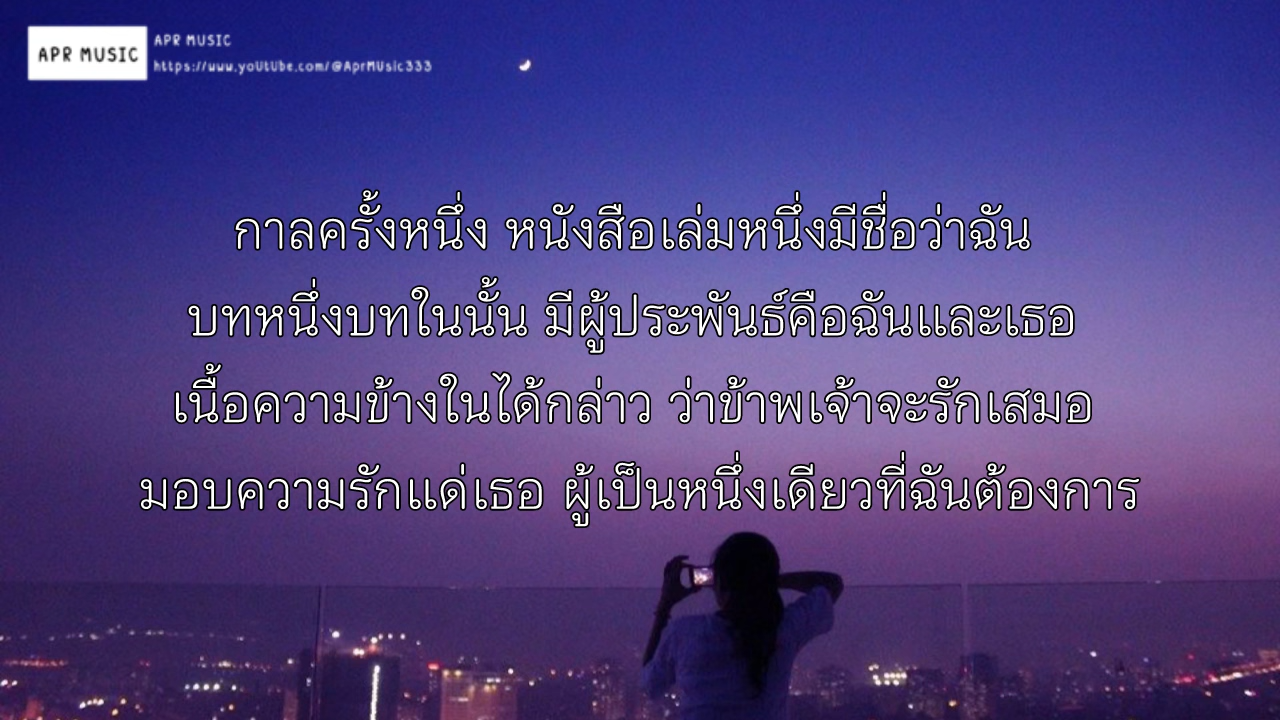 APR MUSIC
APR MUSIC
https://www.youtube.com/@AprMusic333
กาลครั้งหนึ่ง หนังสือเล่มหนึ่งมีชื่อว่าฉัน
บทหนึ่งบทในนั้น มีผู้ประพันธ์คือฉันและเธอ
เนื้อความข้างในได้กล่าว ว่าข้าพเจ้าจะรักเสมอ
มอบความรักแด่เธอ ผู้เป็นหนึ่งเดียวที่ฉันต้องการ